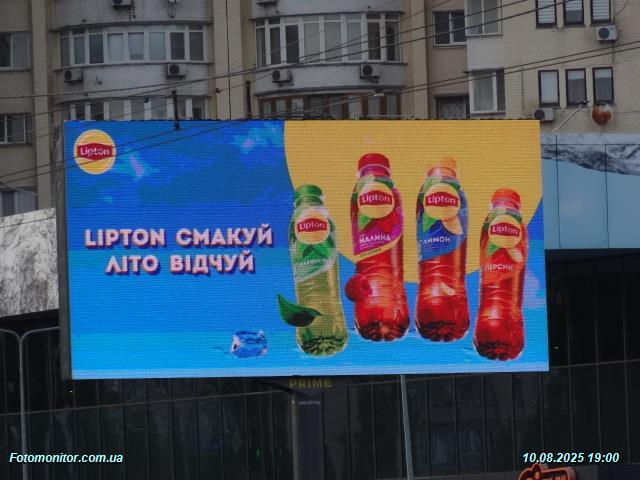 Lipton
LIPTON СМАКУЙ
ЛІТО ВІДЧУЙ
Lipton
Lipton
Lipton
Lipton
МАЛИНА
ЛИМОН
ПЕРСИК
PRIME
Fotomonitor.com.ua
10.08.2025 19:00